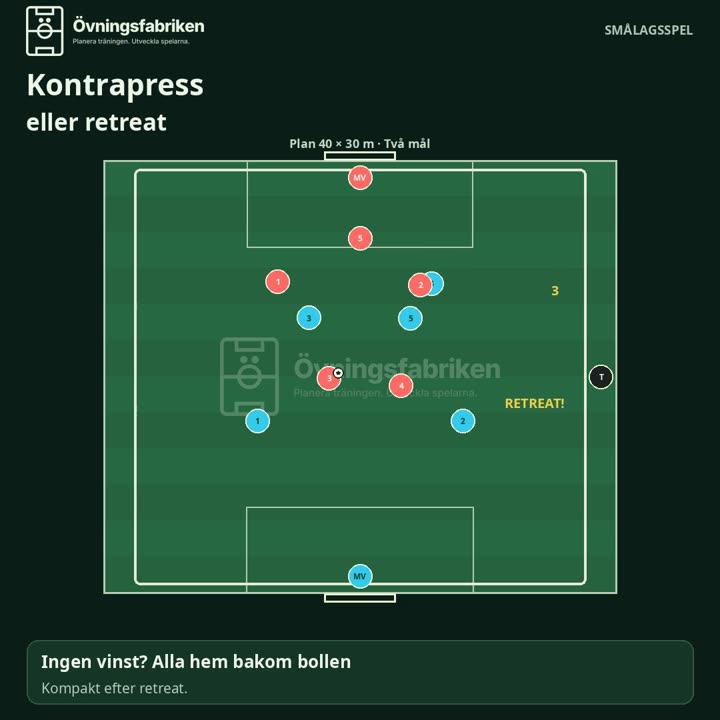 Övningsfabriken
Planera träningen. Utveckla spelarna.
SMÅLAGSSPEL
Kontrapress
eller retreat
Plan 40 × 30 m · Två mål
MV
5
1
2
3
3
5
Övningsfabriken
3
4
Planera träningen. Utveckla spelarna.
T
RETREAT!
1
2
MV
Ingen vinst? Alla hem bakom bollen
Kompakt efter retreat.